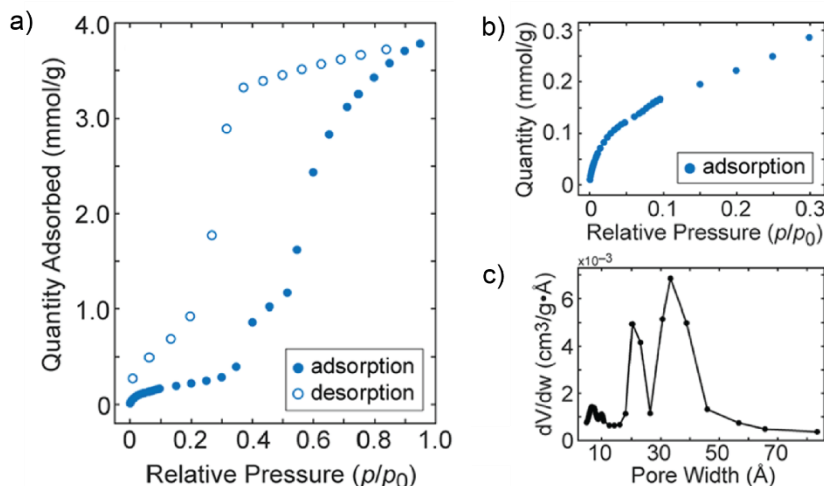 a)
Quantity Adsorbed (mmol/g)
4.0
3.0
2.0
1.0
0
adsorption
desorption
0 0.2 0.4 0.6 0.8 1.0
Relative Pressure (p/p0)
b)
Quantity (mmol/g)
0.3
0.2
0.1
0
adsorption
0 0.1 0.2 0.3
Relative Pressure (p/p0)
c)
x10–3
dV/dw (cm3/g•Å)
6
4
2
0
10 30 50 70
Pore Width (Å)